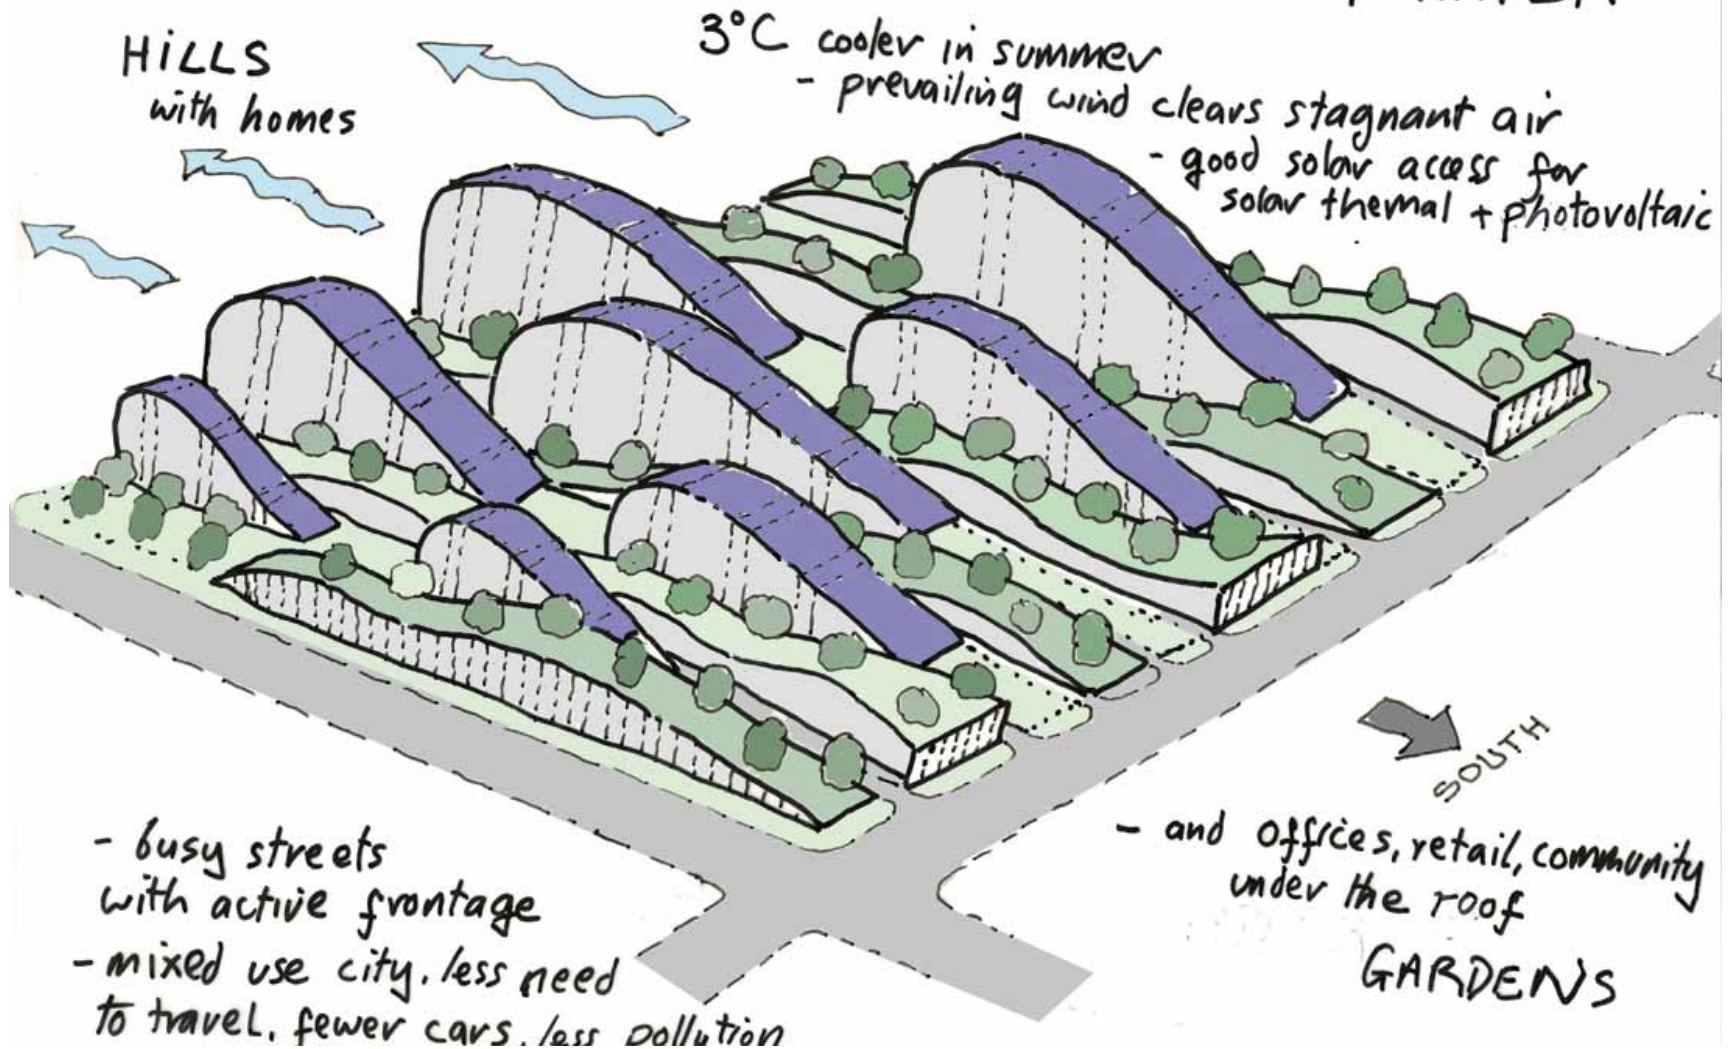 HILLS
with homes
3°C cooler in summer
- prevailing wind clears stagnant air
- good solar access for
solar thermal + photovoltaic
SOUTH
- busy streets
with active frontage
- mixed use city. less need
to travel. fewer cars. less pollution
- and offices, retail, community
under the roof
GARDENS